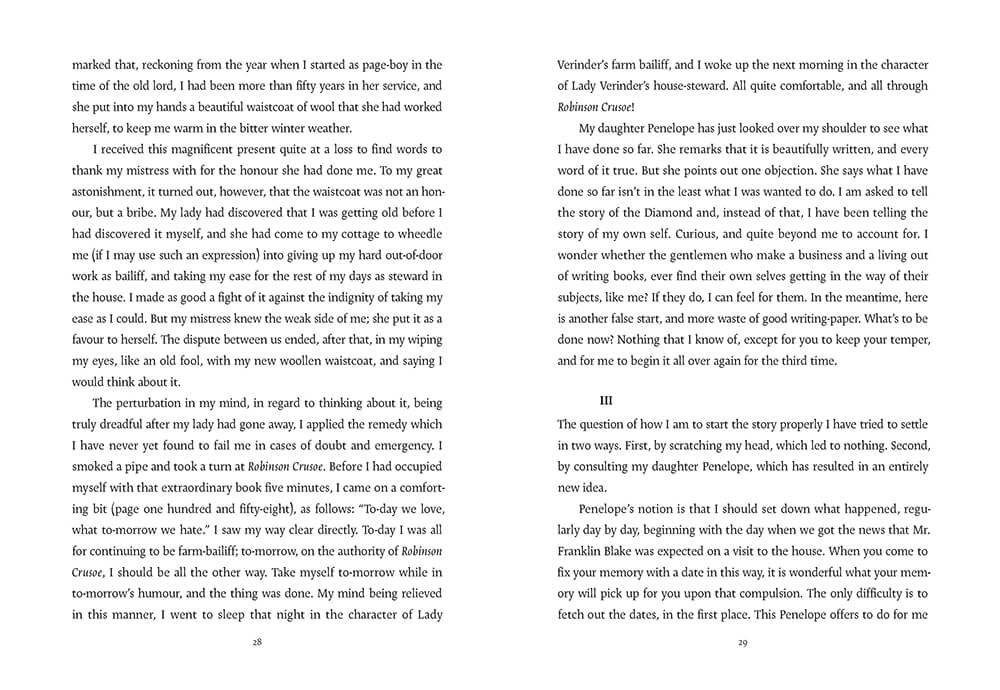 marked that, reckoning from the year when I started as page-boy in the
time of the old lord, I had been more than fifty years in her service, and
she put into my hands a beautiful waistcoat of wool that she had worked
herself, to keep me warm in the bitter winter weather.
I received this magnificent present quite at a loss to find words to
thank my mistress with for the honour she had done me. To my great
astonishment, it turned out, however, that the waistcoat was not an hon-
our, but a bribe. My lady had discovered that I was getting old before I
had discovered it myself, and she had come to my cottage to wheedle
me (if I may use such an expression) into giving up my hard out-of-door
work as bailiff, and taking my ease for the rest of my days as steward in
the house. I made as good a fight of it against the indignity of taking my
ease as I could. But my mistress knew the weak side of me; she put it as a
favour to herself. The dispute between us ended, after that, in my wiping
my eyes, like an old fool, with my new woollen waistcoat, and saying I
would think about it.
The perturbation in my mind, in regard to thinking about it, being
truly dreadful after my lady had gone away, I applied the remedy which
I have never yet found to fail me in cases of doubt and emergency. I
smoked a pipe and took a turn at Robinson Crusoe. Before I had occupied
myself with that extraordinary book five minutes, I came on a comfort-
ing bit (page one hundred and fifty-eight), as follows: “To-day we love,
what to-morrow we hate.” I saw my way clear directly. To-day I was all
for continuing to be farm-bailiff; to-morrow, on the authority of Robinson
Crusoe, I should be all the other way. Take myself to-morrow while in
to-morrow’s humour, and the thing was done. My mind being relieved
in this manner, I went to sleep that night in the character of Lady
28
Verinder’s farm bailiff, and I woke up the next morning in the character
of Lady Verinder’s house-steward. All quite comfortable, and all through
Robinson Crusoe!
My daughter Penelope has just looked over my shoulder to see what
I have done so far. She remarks that it is beautifully written, and every
word of it true. But she points out one objection. She says what I have
done so far isn’t in the least what I was wanted to do. I am asked to tell
the story of the Diamond and, instead of that, I have been telling the
story of my own self. Curious, and quite beyond me to account for. I
wonder whether the gentlemen who make a business and a living out
of writing books, ever find their own selves getting in the way of their
subjects, like me? If they do, I can feel for them. In the meantime, here
is another false start, and more waste of good writing-paper. What’s to be
done now? Nothing that I know of, except for you to keep your temper,
and for me to begin it all over again for the third time.
III
The question of how I am to start the story properly I have tried to settle
in two ways. First, by scratching my head, which led to nothing. Second,
by consulting my daughter Penelope, which has resulted in an entirely
new idea.
Penelope’s notion is that I should set down what happened, regu-
larly day by day, beginning with the day when we got the news that Mr.
Franklin Blake was expected on a visit to the house. When you come to
fix your memory with a date in this way, it is wonderful what your mem-
ory will pick up for you upon that compulsion. The only difficulty is to
fetch out the dates, in the first place. This Penelope offers to do for me
29